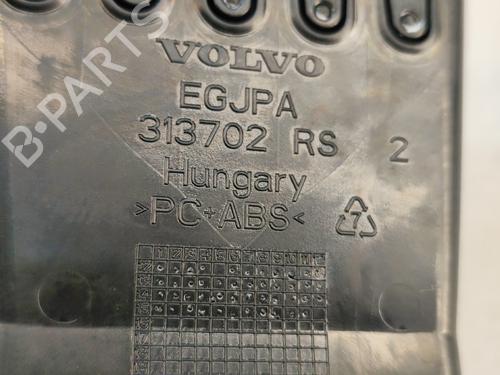 VOLVO
EGJPA
313702 RS 2
Hungary
>PC+ABS<
7
B-PARTS